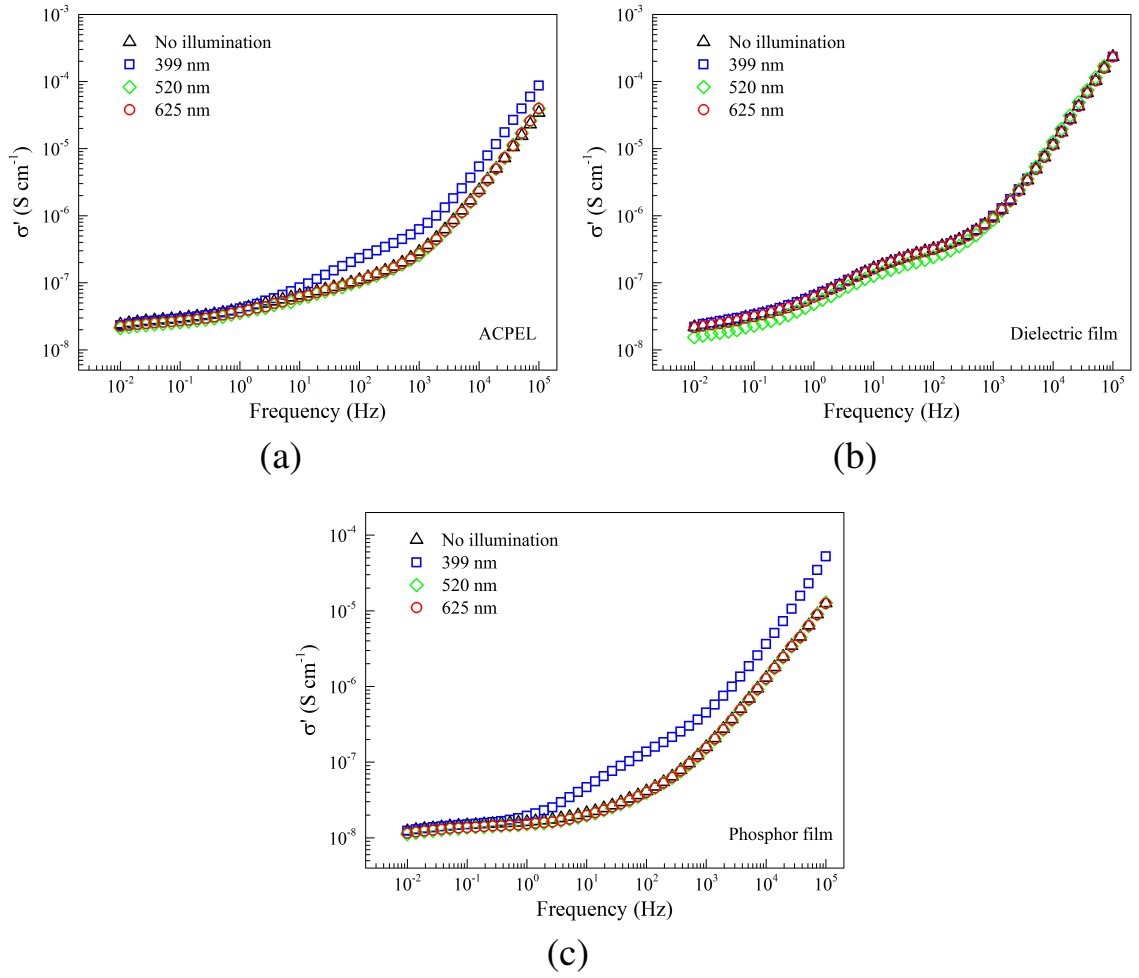 10⁻³
10⁻⁴
10⁻⁵
10⁻⁶
10⁻⁷
10⁻⁸
σ' (S cm⁻¹)
No illumination
399 nm
520 nm
625 nm
ACPEL
10⁻² 10⁻¹ 10⁰ 10¹ 10² 10³ 10⁴ 10⁵
Frequency (Hz)
(a)
10⁻³
10⁻⁴
10⁻⁵
10⁻⁶
10⁻⁷
10⁻⁸
σ' (S cm⁻¹)
No illumination
399 nm
520 nm
625 nm
Dielectric film
10⁻² 10⁻¹ 10⁰ 10¹ 10² 10³ 10⁴ 10⁵
Frequency (Hz)
(b)
10⁻⁴
10⁻⁵
10⁻⁶
10⁻⁷
10⁻⁸
σ' (S cm⁻¹)
No illumination
399 nm
520 nm
625 nm
Phosphor film
10⁻² 10⁻¹ 10⁰ 10¹ 10² 10³ 10⁴ 10⁵
Frequency (Hz)
(c)